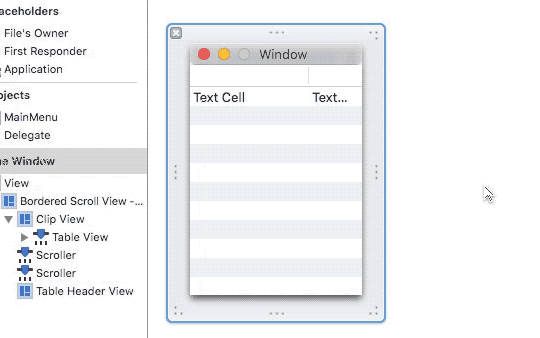 aceholders
File's Owner
First Responder
Application
ojects
MainMenu
Delegate
Window
View
Bordered Scroll View -...
Clip View
Table View
Scroller
Scroller
Table Header View
Window
Text Cell
Text...